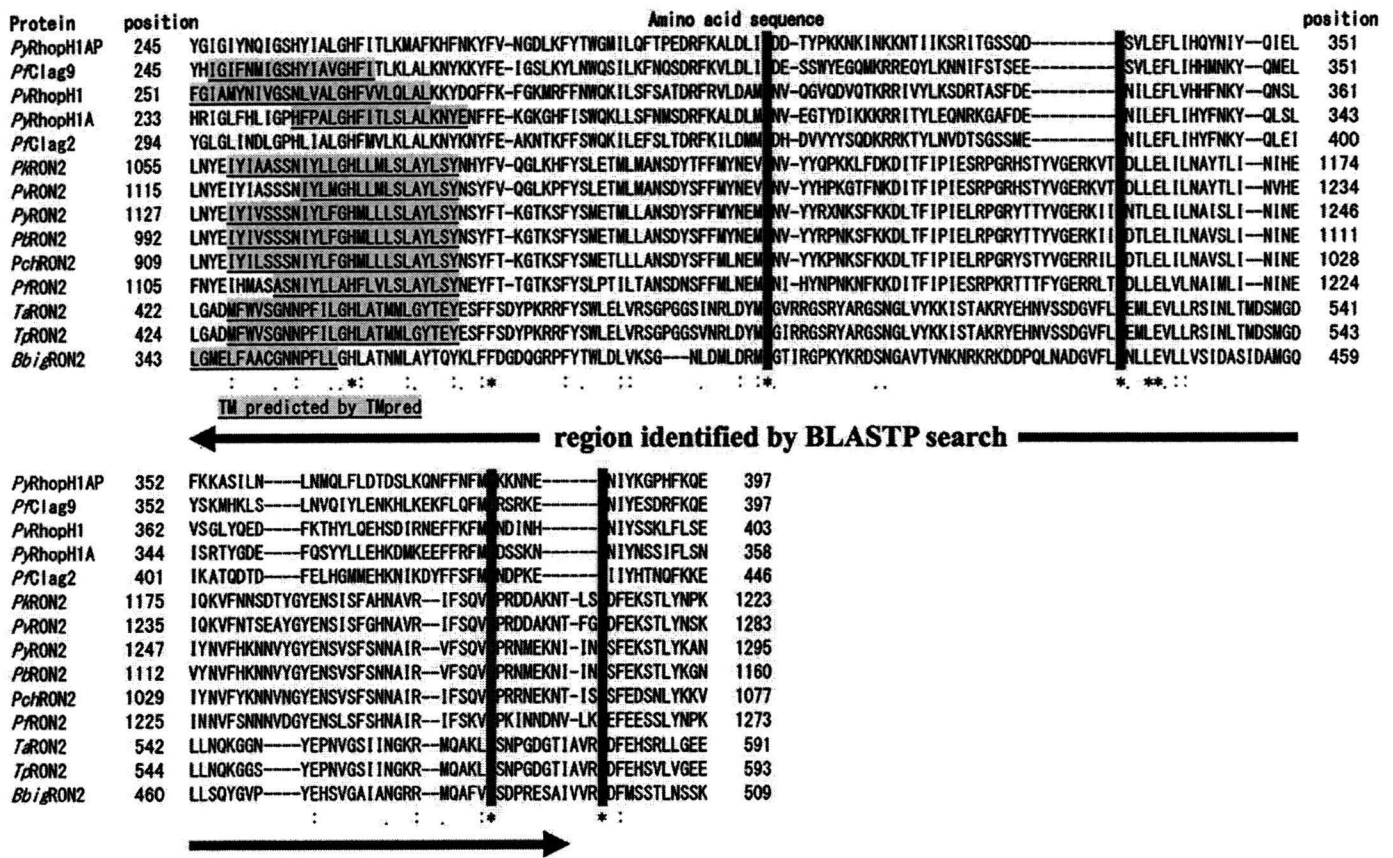 Protein position Amino acid sequence position
PyRhopH1AP 245 YGIGIYNQIGSHYIALGHFITLKMAFKHFNKYFV-NGDLKFYTWGMILQFTPEDRFKALDLI DD-TYPKKNKINKKNTIIKSRITGSSQD---------- SVLEFLIHQYNIY--QIEL 351
PfClag9 245 YHIGIFNMIGSHYIAVGHFITLKLALKNYKKYFE-IGSLKYLNWQSILKFNQSDRFKVLDLI DE-SSWYEGQMKRREQYLKNNIFSTSEE---------- SVLEFLIHHMNKY--QMEL 351
PvRhopH1 251 FGIAMYNIVGSNLVALGHFVVLQLALKKYDQFFK-FGKMRFFNWQKILSFSATDRFRVLDAM NV-QGVQDVQTKRRIVYLKSDRTASFDE---------- NILEFLVHHFNKY--QNSL 361
PyRhopH1A 233 HRIGLFHLIGPHFPALGHFITLSLALKNYENFFE-KGKGHFISWQKLLSFNMSDRFKALDLM NV-EGTYDIKKKRRITYLEQNRKGAFDE---------- NILEFLIHYFNKY--QLSL 343
PfClag2 294 YGLGLINDLGPHLIALGHFMVLKLALKNYKNYFE-AKNTKFFSWQKILEFSLTDRFKILDMM DH-DVVYYSQDKRRKTYLNVDTSGSSME---------- NILEFLIHYFNKY--QLEI 400
PkRON2 1055 LNYEIYIAASSNIYLLGHLLMLSLAYLSYNHYFV-QGLKHFYSLETMLMANSDYTFFMYNEM NV-YYQPKKLFDKDITFIPIESRPGRHSTYVGERKVT DLLELILNAYTLI--NIHE 1174
PvRON2 1115 LNYEIYIASSSNIYLMGHLLMLSLAYLSYNNYFV-QGLKPFYSLETMLMANSDYSFFMYNEV NV-YYHPKGTFNKDITFIPIESRPGRHSTYVGERKVT DLLELILNAYTLI--NVHE 1234
PyRON2 1127 LNYEIYIVSSSNIYLFGHMLLLSLAYLSYNSYFT-KGTKSFYSMETMLLANSDYSFFMYNEM NV-YYRXNKSFKKDLTFIPIELRPGRYTTYVGERKII NTLELILNAISLI--NINE 1246
PbRON2 992 LNYEIYIVSSSNIYLFGHMLLLSLAYLSYNSYFT-KGTKSFYSMETMLLANSDYSFFMYNEM NV-YYRPNKSFKKDLTFIPIELRPGRYTTYVGERKII DTLELILNAVSLI--NINE 1111
PchRON2 909 LNYEIYILSSSNIYLFGHMLLLSLAYLSYNSYFT-KGTKSFYSMETLLLANSDYSFFMYNEM NV-YYKPNKSFKKDLTFIPIELRPGRYTTYVGERRIL DTLELILNAVSMI--NINE 1028
PfRON2 1105 FNYEIHMASASNIYLLAHFLVLSLAYLSYNEYFT-TGTKSFYSLPTILTANSDNSFFMLNEM NI-HYNPNKNFKKDITFIPIESRPKRTTTFYGERRLT DTLELILNAISLI--NINE 1224
TaRON2 422 LGADMFWVSGNNPFILGHLATMMLGYTEYESFFSDYPKRRFYSWLELVRSGPGGSINRLDYM GVRRGSRYARGSNGLVYKKISTAKRYEHNVSSDGVFL EMLEVLLRSINLTMDSMGD 541
TpRON2 424 LGADMFWVSGNNPFILGHLATMMLGYTEYESFFSDYPKRRFYSWLELVRSGPGGSVNRLDYM GIRRGSRYARGSNGLVYKKISTAKRYEHNVSSDGVFL EMLEVLLRSINLTMDSMGD 543
BbigRON2 343 LGMELFAACGNNPFLLGHLATNMLAYTQYKLFFDGDQGRPFYTWLDLVKSG---NLDMLDRM GTIRGPKYKRDSNGAVTVNKNRKRKDDPQLNADGVFL NLLEVLLVSIDASIDAMGQ 459
: . ..*: : .: * : . :: . : :* .. *. **.::
TM predicted by TMpred
region identified by BLASTP search
PyRhopH1AP 352 FKKASILN----LNMQLFLDTDSLKQNFFNFM KKNNE------ NIYKGPHFKQE 397
PfClag9 352 YSKMHKLS----LNVQIYLENKHLKEKFLQFM RSRKE------ NIYESDRFKQE 397
PvRhopH1 362 VSGLYQED----FKTHYLQEHSDIRNEFFKFM NDINH------ NIYSSKLFLSE 403
PyRhopH1A 344 ISRTYGDE----FQSYYLLEHKDMKEEFFRFM DSSKN------ NIYNSSIFLSN 358
PfClag2 401 IKATQDTD----FELHGMMEHKNIKDYFFSFM NDPKE------ IIYHTNQFKKE 446
PkRON2 1175 IQKVFNNSDTYGYENSISFAHNAVR--IFSQV PRDDAKNT-LS DFEKSTLYNPK 1223
PvRON2 1235 IQKVFNTSEAYGYENSISFGHNAVR--IFSQV PRDDAKNT-FG DFEKSTLYNSK 1283
PyRON2 1247 IYNVFHKNNVYGYENSVSFSNNAIR--VFSQV PRNMEKNI-IN SFEKSTLYKAN 1295
PbRON2 1112 VYNVFHKNNVYGYENSVSFSNNAIR--VFSQV PRNMEKNI-IN SFEKSTLYKGN 1160
PchRON2 1029 IYNVFYKNNVNGYENSVSFSNNAIR--IFSQV PRRNEKNT-IS SFEDSNLYKKV 1077
PfRON2 1225 INNVFSNNNVDGYENSLSFSHNAIR--IFSKV PKINNDNV-LK EFEESSLYNPK 1273
TaRON2 542 LLNQKGGN----YEPNVGSIINGKR--MQAKL SNPGDGTIAVR DFEHSRLLGEE 591
TpRON2 544 LLNQKGGS----YEPNVGSIINGKR--MQAKL SNPGDGTIAVR DFEHSVLVGEE 593
BbigRON2 460 LLSQYGVP----YEHSVGAIANGRR--MQAFV SDPRESAIVVR DFMSSTLNSSK 509
: . : .:* *: